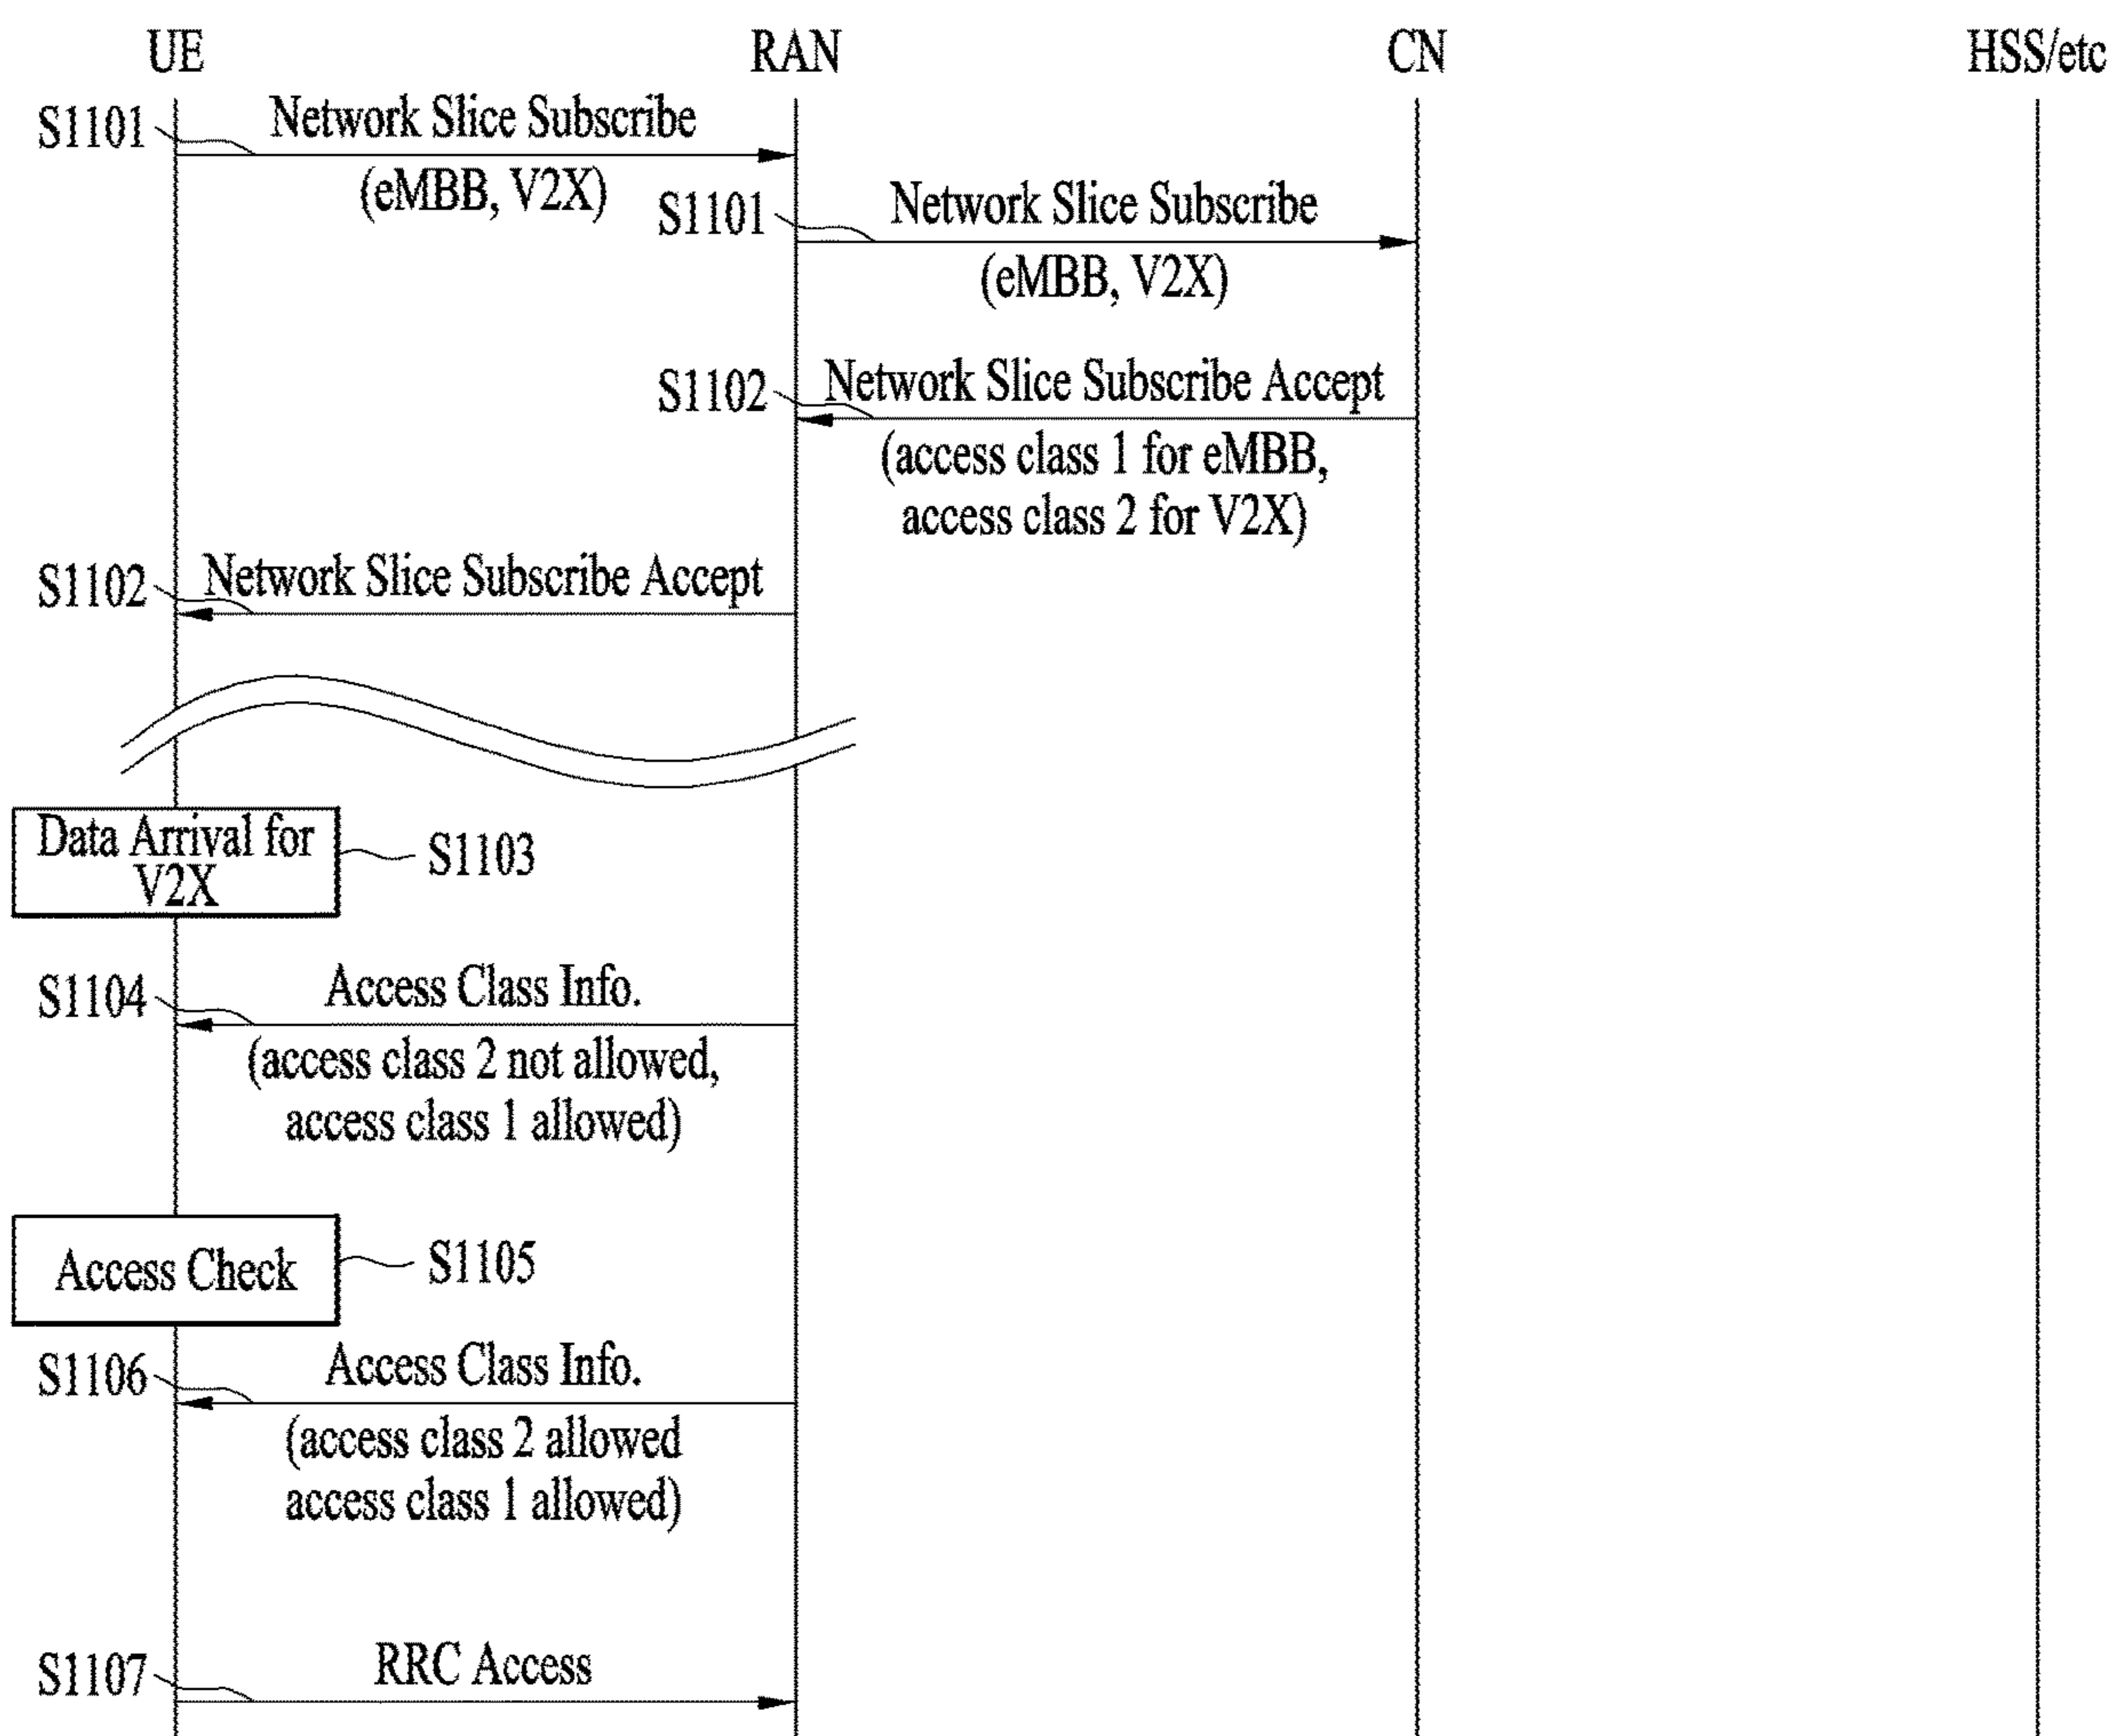 UE
RAN
CN
HSS/etc
S1101
Network Slice Subscribe
(eMBB, V2X)
S1101
Network Slice Subscribe
(eMBB, V2X)
S1102
Network Slice Subscribe Accept
(access class 1 for eMBB,
access class 2 for V2X)
S1102
Network Slice Subscribe Accept
Data Arrival for
V2X
S1103
S1104
Access Class Info.
(access class 2 not allowed,
access class 1 allowed)
Access Check
S1105
S1106
Access Class Info.
(access class 2 allowed
access class 1 allowed)
S1107
RRC Access